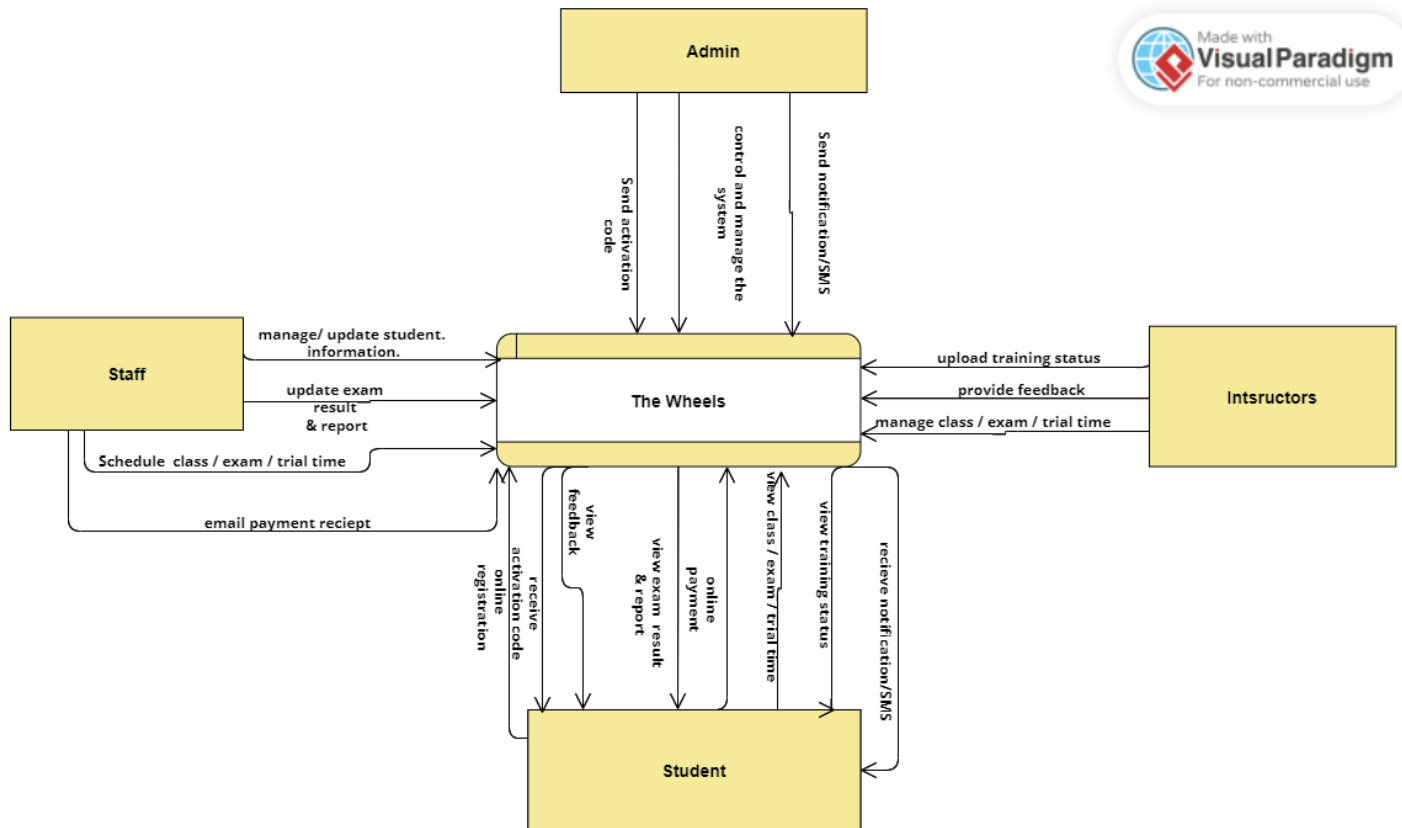 Made with
Visual Paradigm
For non-commercial use
Admin
Send activation
code
control and manage the
system
Send notification/SMS
Staff
manage/ update student.
information.
update exam
result
& report
Schedule class / exam / trial time
email payment reciept
The Wheels
upload training status
provide feedback
manage class / exam / trial time
Intsructors
online
registration
receive
activation code
view
feedback
view exam result
& report
online
payment
view class / exam / trial time
view training status
recieve notification/SMS
Student